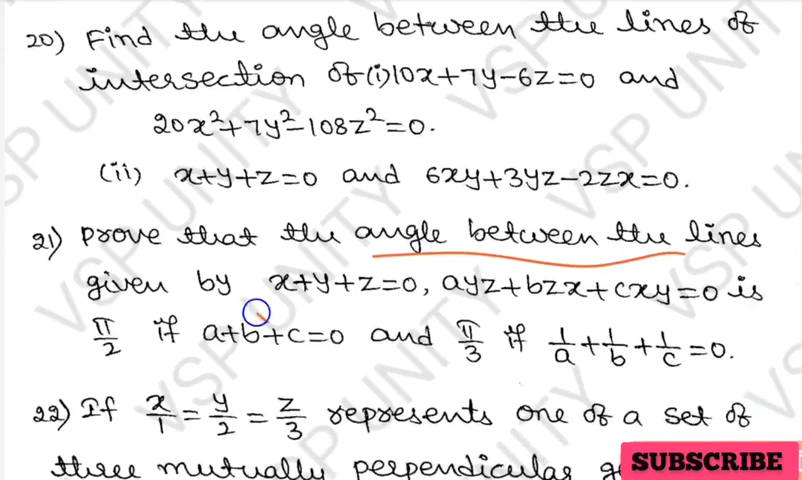 20) Find the angle between the lines of
intersection of (i) 10x+7y-6z=0 and
20x²+7y²-108z²=0.
(ii) x+y+z=0 and 6xy+3yz-2zx=0.
21) Prove that the angle between the lines
given by x+y+z=0, ayz+bzx+cxy=0 is
π/2 if a+b+c=0 and π/3 if 1/a+1/b+1/c=0.
22) If x/1=y/2=z/3 represents one of a set of
three mutually perpendicular
SUBSCRIBE
VSP UNITY